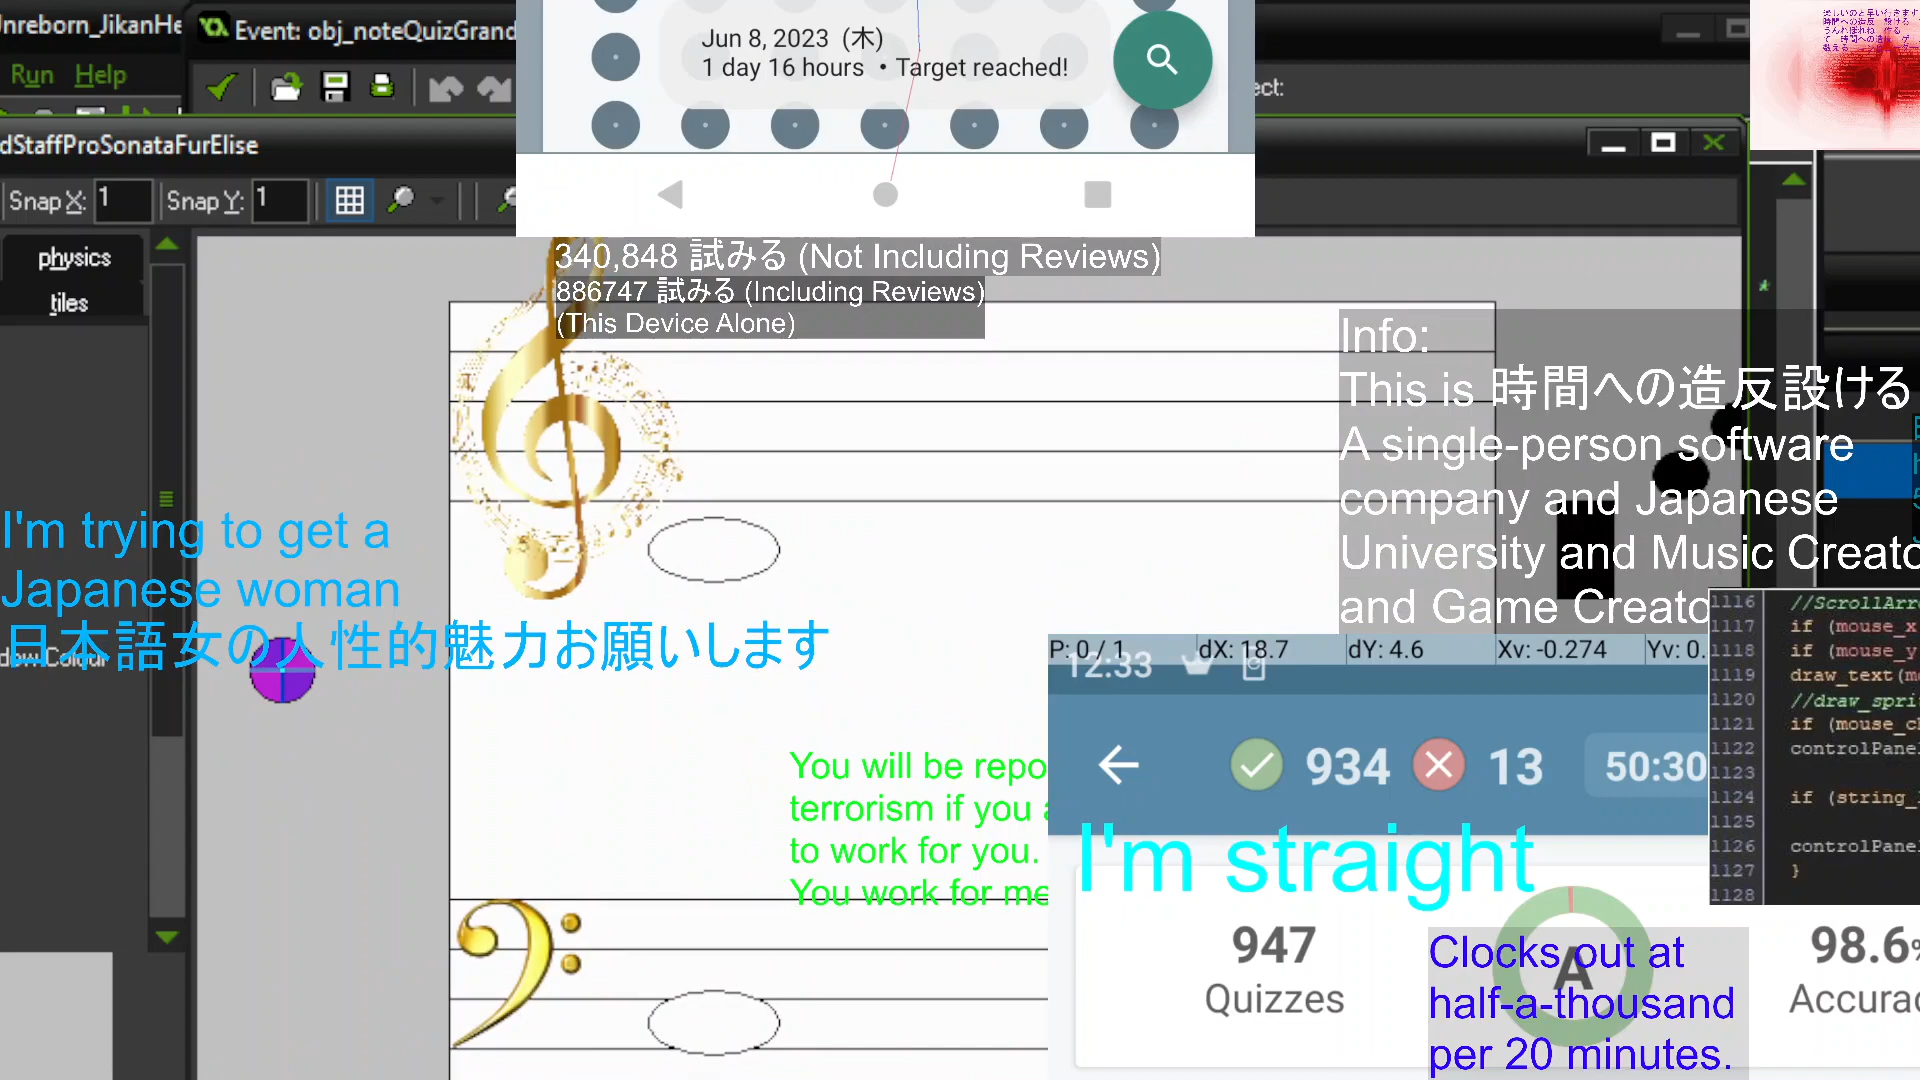 Run Help
Event: obj_noteQuizGrand
dStaffProSonataFurElise
Snap X: 1 Snap Y: 1
physics
tiles
Jun 8, 2023 (木)
1 day 16 hours • Target reached!
340,848 試みる (Not Including Reviews)
886747 試みる (Including Reviews)
(This Device Alone)
Info:
This is 時間への造反設ける
A single-person software
company and Japanese
University and Music Creato
and Game Creato
I'm trying to get a
Japanese woman
日本語女の人性的魅力お願いします
You will be repo
terrorism if you
to work for you.
You work for me
P: 0 / 1 dX: 18.7 dY: 4.6 Xv: -0.274 Yv: 0.
12:33
934 13 50:30
I'm straight
947
Quizzes
A
98.6%
Accurac
Clocks out at
half-a-thousand
per 20 minutes.
1116 //ScrollArr
1117 if (mouse_x
1118 if (mouse_y
1119 draw_text(m
1120 //draw_spri
1121 if (mouse_c
1122 controlPane
1123
1124 if (string_
1125
1126 controlPane
1127 }
1128